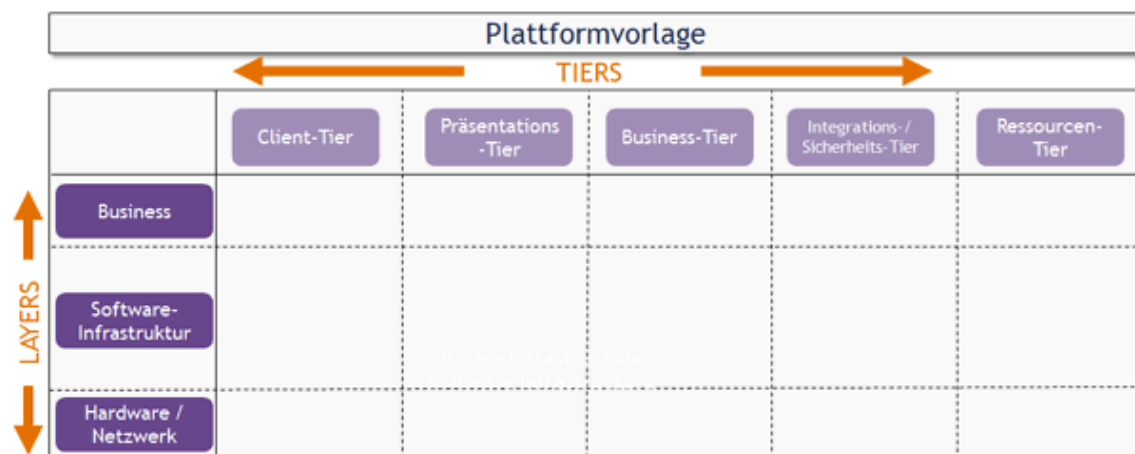 Plattformvorlage
TIERS
Client-Tier
Präsentations
-Tier
Business-Tier
Integrations- /
Sicherheits-Tier
Ressourcen-
Tier
LAYERS
Business
Software-
Infrastruktur
Hardware /
Netzwerk